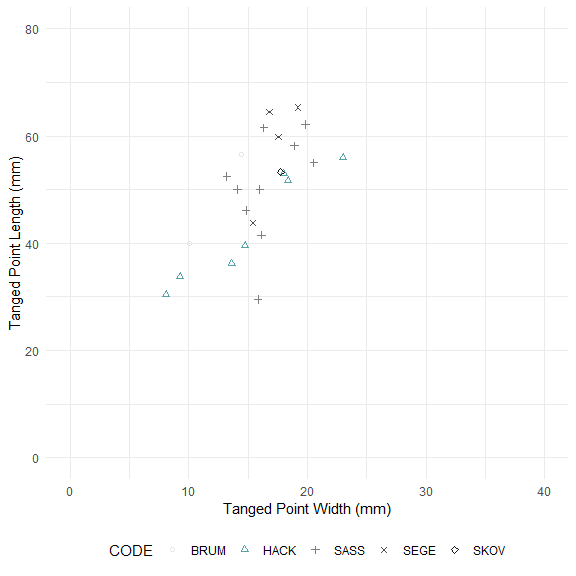 80
60
40
20
0
Tanged Point Length (mm)
0 10 20 30 40
Tanged Point Width (mm)
CODE BRUM HACK SASS SEGE SKOV